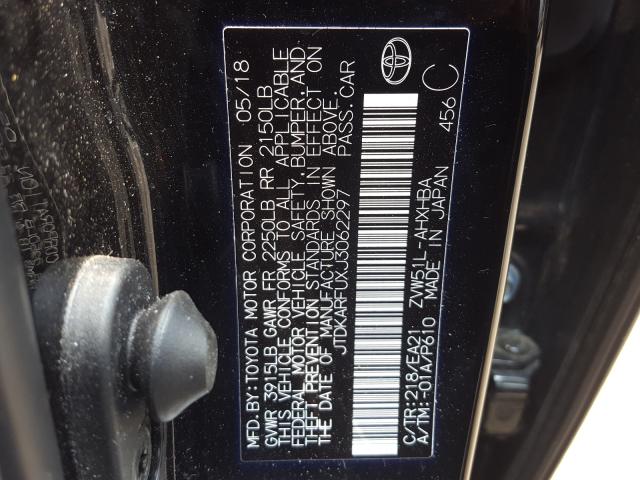 MFD.BY:TOYOTA MOTOR CORPORATION 05/18
GVWR 3915LB GAWR FR 2250LB RR 2150LB
THIS VEHICLE CONFORMS TO ALL APPLICABLE
FEDERAL MOTOR VEHICLE SAFETY,BUMPER,AND
THEFT PREVENTION STANDARDS IN EFFECT ON
THE DATE OF MANUFACTURE SHOWN ABOVE.
JTDKARFUXJ3062297 PASS.CAR
C/TR:218/EA21 ZVW51L-AHXHBA
A/TM:-01A/P610 MADE IN JAPAN 456 C